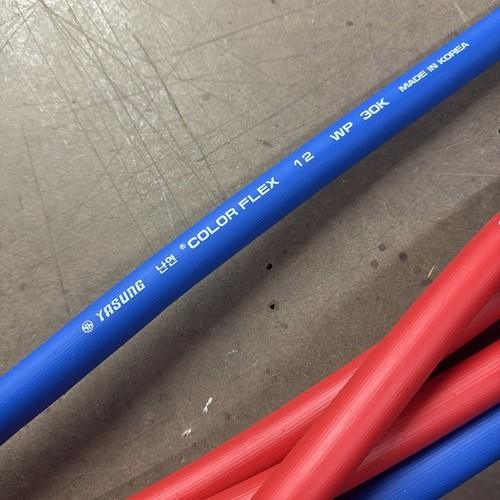 YASUNG 난연 ®COLOR FLEX 12 WP 30K MADE IN KOREA